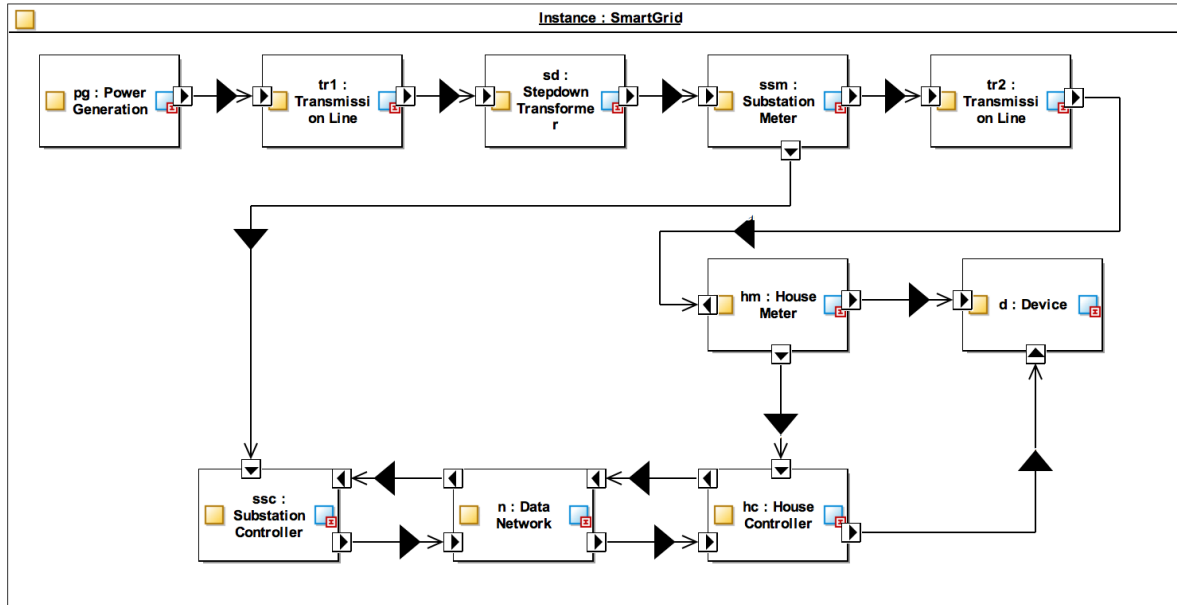 Instance : SmartGrid
pg : Power
Generation
tr1 :
Transmissi
on Line
sd :
Stepdown
Transforme
r
ssm :
Substation
Meter
tr2 :
Transmissi
on Line
hm : House
Meter
d : Device
ssc :
Substation
Controller
n : Data
Network
hc : House
Controller